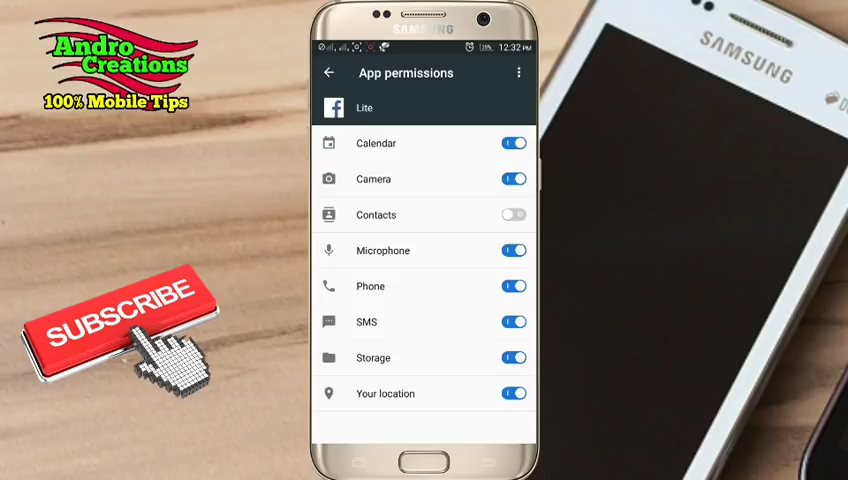 Andro
Creations
100% Mobile Tips
SUBSCRIBE
SAMSUNG
12:32 PM
App permissions
Lite
Calendar
Camera
Contacts
Microphone
Phone
SMS
Storage
Your location
SAMSUNG